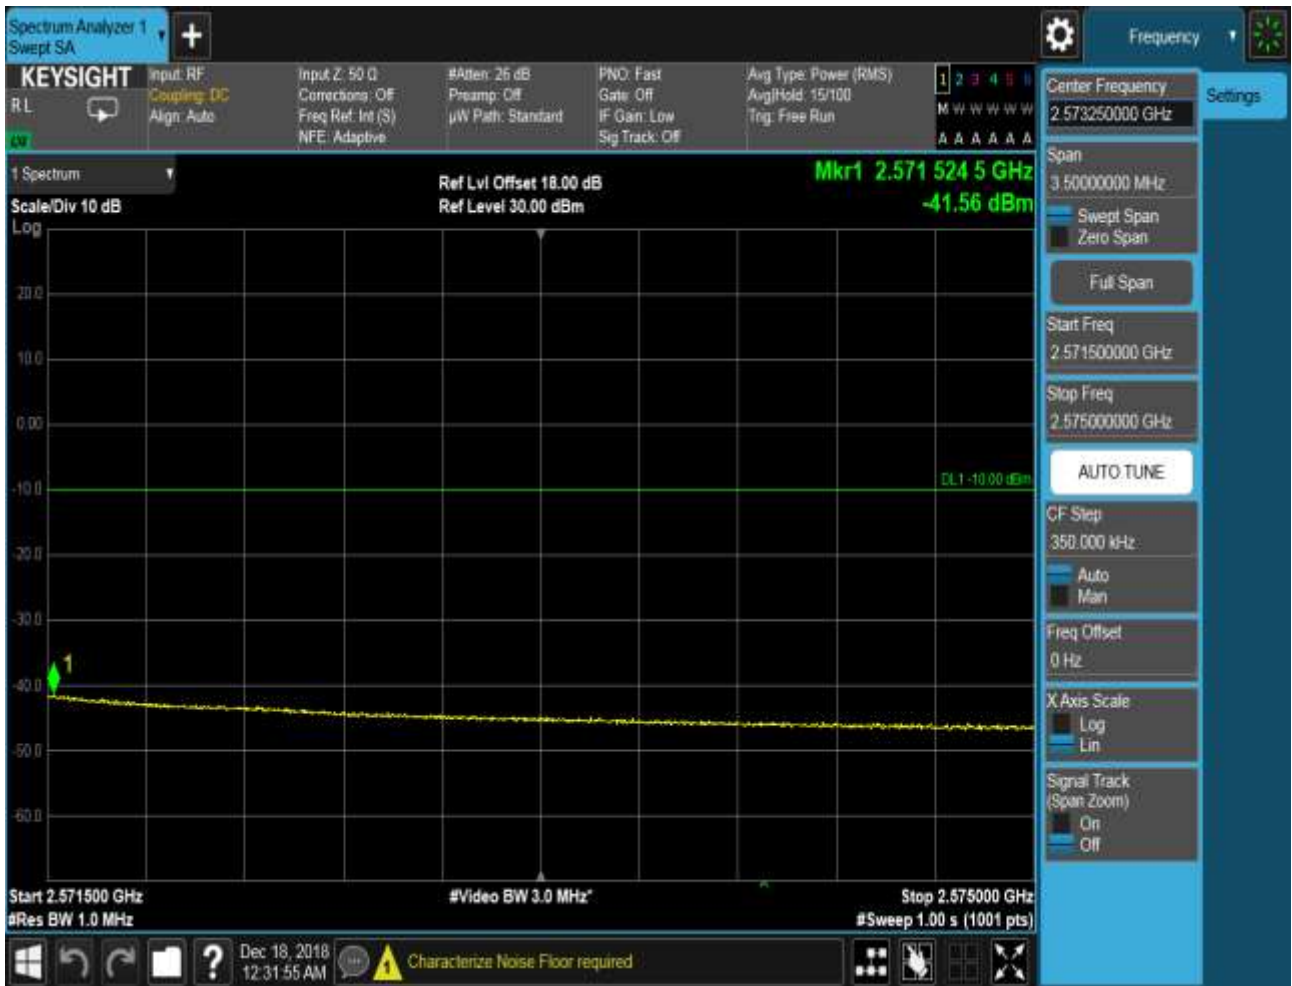 Spectrum Analyzer 1
Swept SA
Frequency
KEYSIGHT
R L
Input: RF
Coupling: DC
Align: Auto
Input Z: 50 Ω
Corrections: Off
Freq Ref: Int (S)
NFE: Adaptive
#Atten: 26 dB
Preamp: Off
µW Path: Standard
PNO: Fast
Gate: Off
IF Gain: Low
Sig Track: Off
Avg Type: Power (RMS)
Avg|Hold: 15/100
Trig: Free Run
1 2 3 4 5 6
M W W W W W
A A A A A A
1 Spectrum
Scale/Div 10 dB
Log
Ref Lvl Offset 18.00 dB
Ref Level 30.00 dBm
Mkr1 2.571 524 5 GHz
-41.56 dBm
20.0
10.0
0.00
-10.0
-20.0
-30.0
-40.0
-50.0
-60.0
DL1 -10.00 dBm
1
Start 2.571500 GHz
#Res BW 1.0 MHz
#Video BW 3.0 MHz*
Stop 2.575000 GHz
#Sweep 1.00 s (1001 pts)
Center Frequency
2.573250000 GHz
Span
3.50000000 MHz
Swept Span
Zero Span
Full Span
Start Freq
2.571500000 GHz
Stop Freq
2.575000000 GHz
AUTO TUNE
CF Step
350.000 kHz
Auto
Man
Freq Offset
0 Hz
X Axis Scale
Log
Lin
Signal Track
(Span Zoom)
On
Off
Settings
?
Dec 18, 2018
12:31:55 AM
1
Characterize Noise Floor required